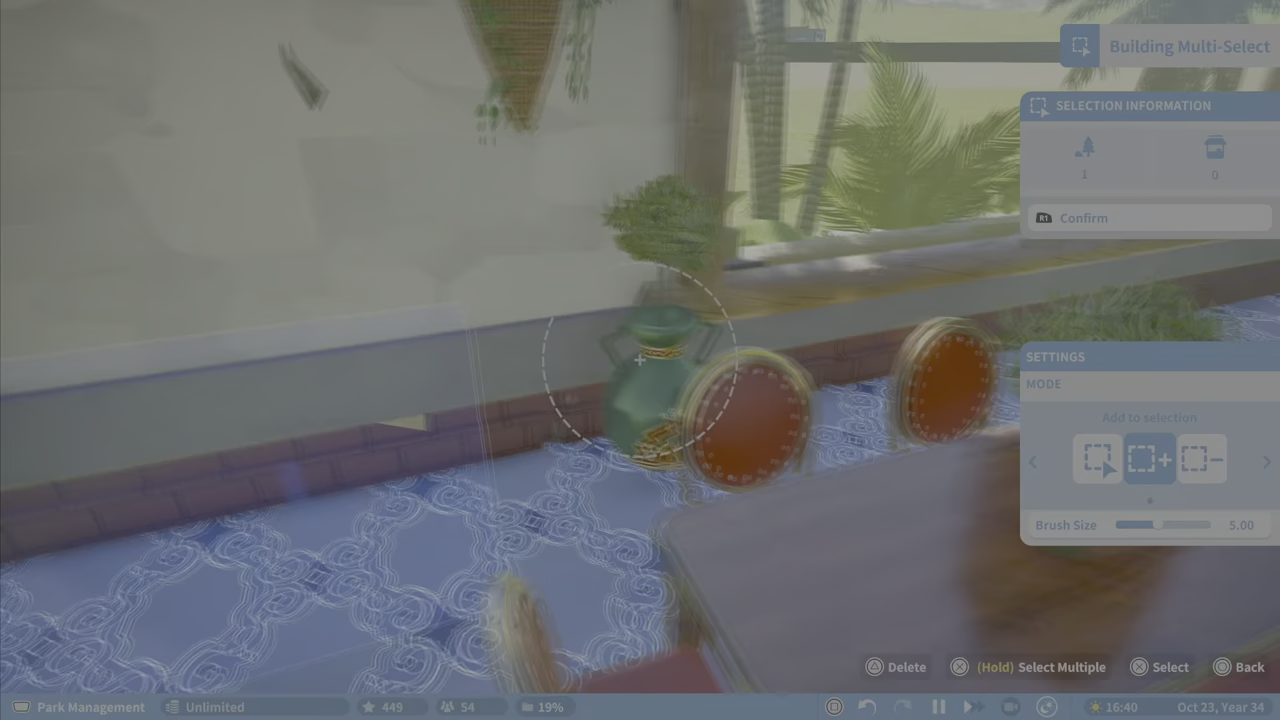 Building Multi-Select
SELECTION INFORMATION
1
0
R1 Confirm
SETTINGS
MODE
Add to selection
Brush Size
5.00
Delete
(Hold) Select Multiple
Select
Back
Park Management
Unlimited
449
54
19%
16:40
Oct 23, Year 34